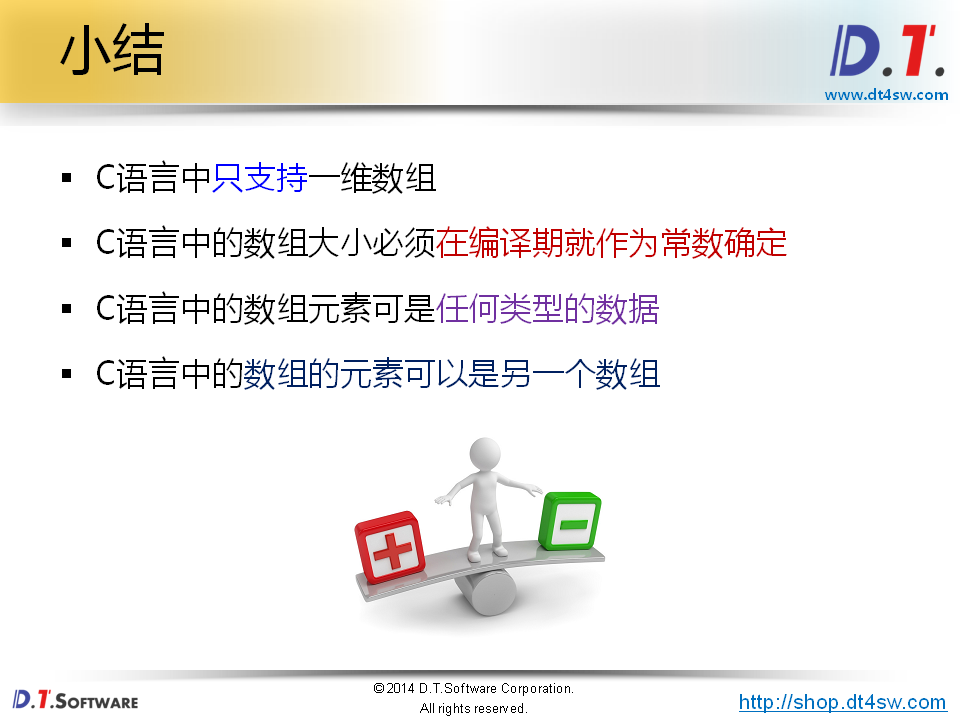 小结
D.T.
www.dt4sw.com
▪ C语言中只支持一维数组
▪ C语言中的数组大小必须在编译期就作为常数确定
▪ C语言中的数组元素可是任何类型的数据
▪ C语言中的数组的元素可以是另一个数组
D.T.SOFTWARE
©2014 D.T.Software Corporation.
All rights reserved.
http://shop.dt4sw.com